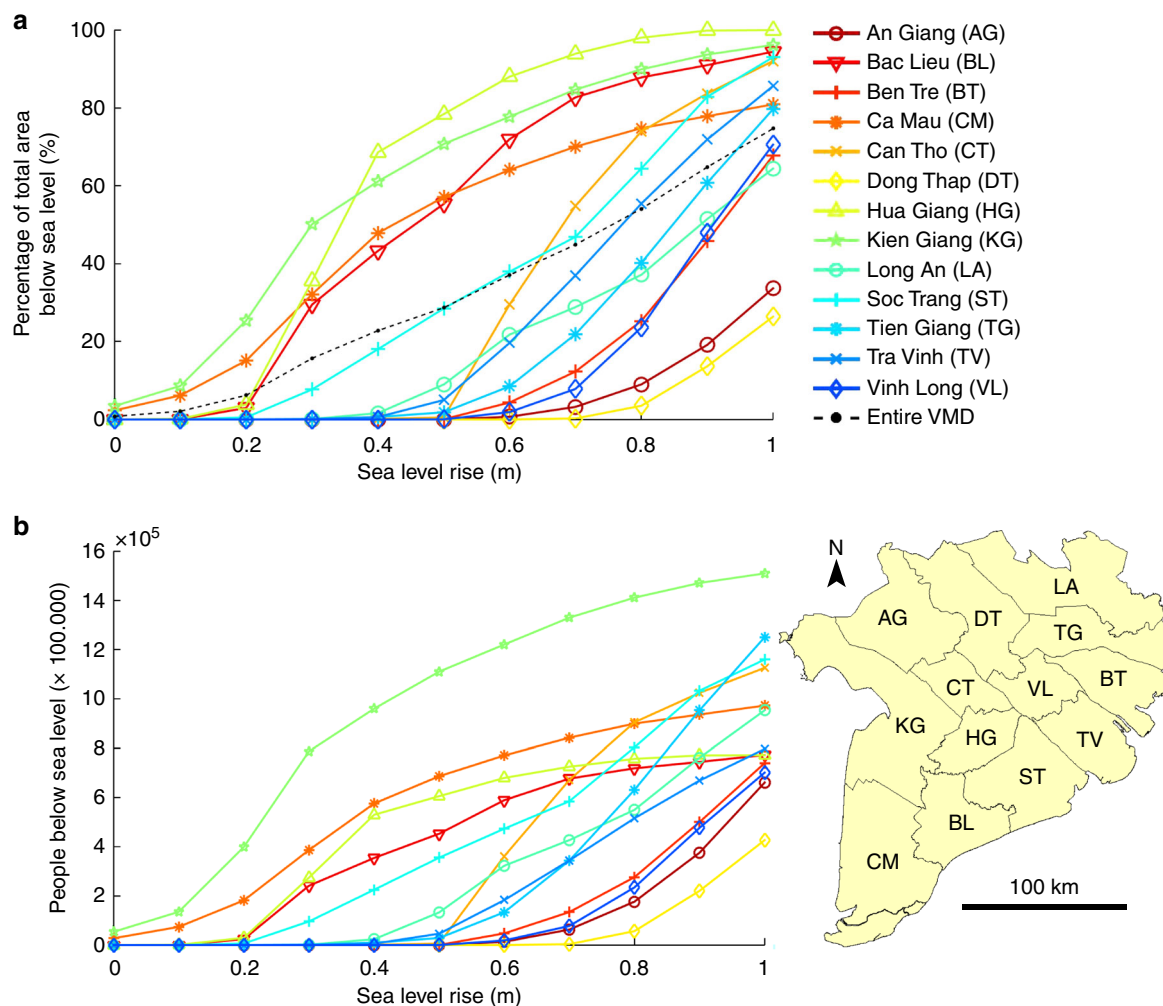 a
100
80
60
40
20
0
Percentage of total area
below sea level (%)
0
0.2
0.4
0.6
0.8
1
Sea level rise (m)
An Giang (AG)
Bac Lieu (BL)
Ben Tre (BT)
Ca Mau (CM)
Can Tho (CT)
Dong Thap (DT)
Hua Giang (HG)
Kien Giang (KG)
Long An (LA)
Soc Trang (ST)
Tien Giang (TG)
Tra Vinh (TV)
Vinh Long (VL)
Entire VMD
b
×10⁵
16
14
12
10
8
6
4
2
0
People below sea level (× 100.000)
0
0.2
0.4
0.6
0.8
1
Sea level rise (m)
N
LA
AG
DT
TG
CT
VL
BT
KG
HG
TV
ST
BL
CM
100 km